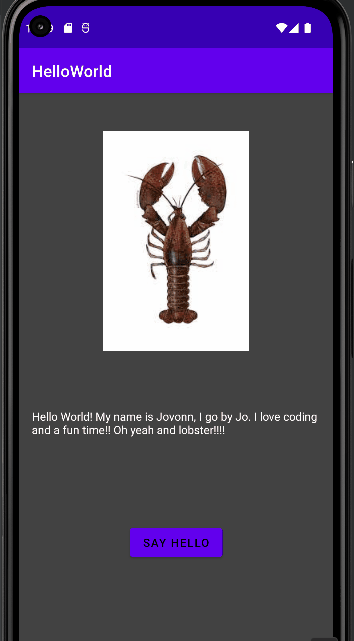 HelloWorld
Hello World! My name is Jovonn, I go by Jo. I love coding
and a fun time!! Oh yeah and lobster!!!!
SAY HELLO